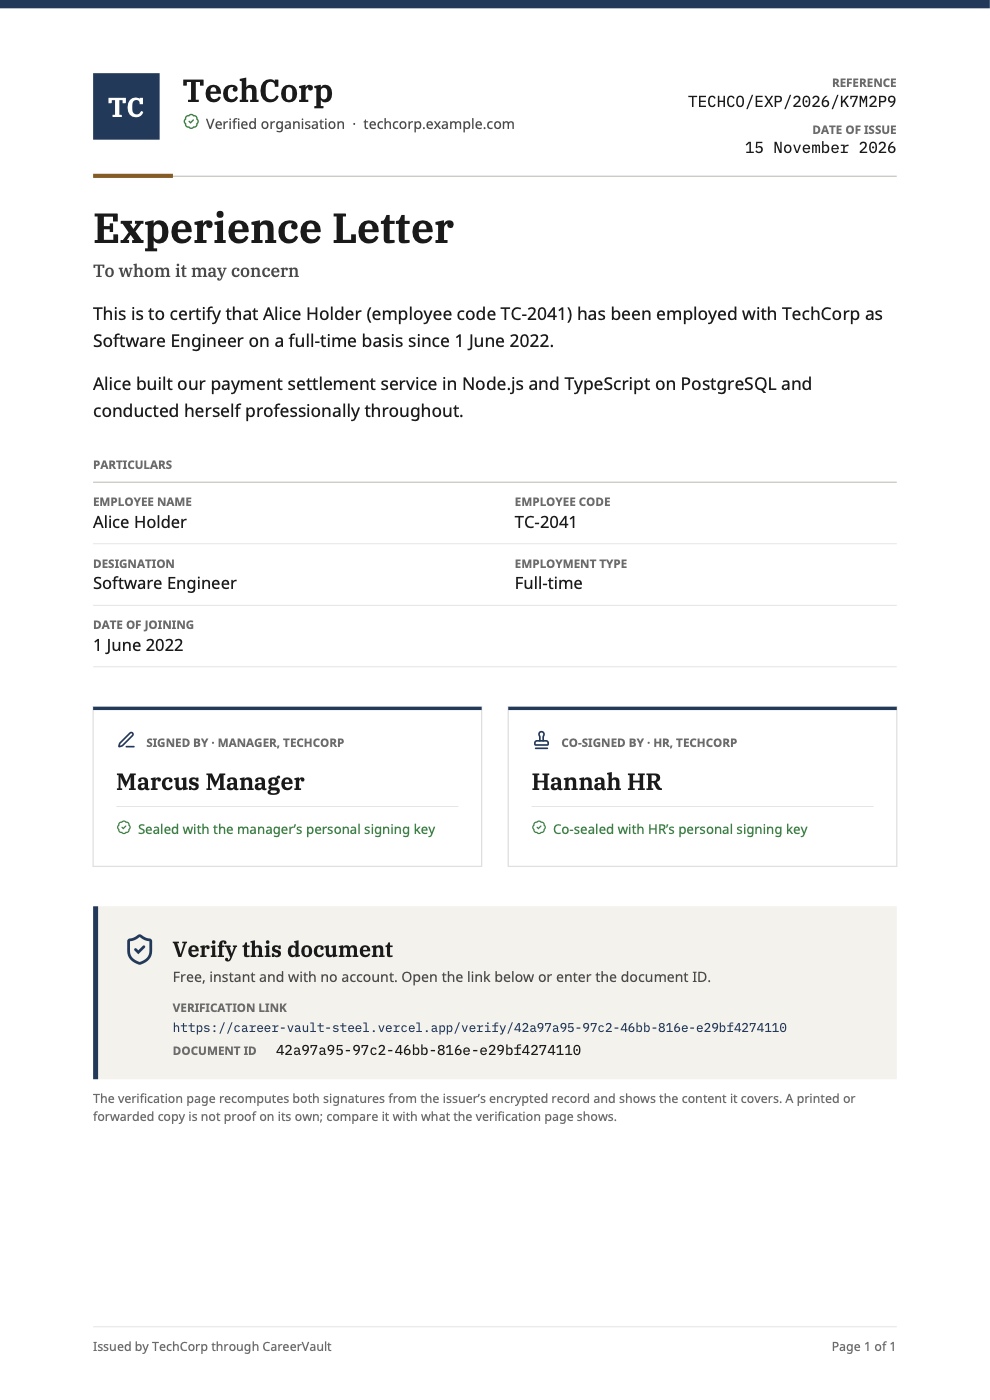 TC
TechCorp
Verified organisation · techcorp.example.com
REFERENCE
TECHCO/EXP/2026/K7M2P9
DATE OF ISSUE
15 November 2026
Experience Letter
To whom it may concern
This is to certify that Alice Holder (employee code TC-2041) has been employed with TechCorp as
Software Engineer on a full-time basis since 1 June 2022.
Alice built our payment settlement service in Node.js and TypeScript on PostgreSQL and
conducted herself professionally throughout.
PARTICULARS
EMPLOYEE NAME
Alice Holder
EMPLOYEE CODE
TC-2041
DESIGNATION
Software Engineer
EMPLOYMENT TYPE
Full-time
DATE OF JOINING
1 June 2022
SIGNED BY · MANAGER, TECHCORP
Marcus Manager
Sealed with the manager’s personal signing key
CO-SIGNED BY · HR, TECHCORP
Hannah HR
Co-sealed with HR’s personal signing key
Verify this document
Free, instant and with no account. Open the link below or enter the document ID.
VERIFICATION LINK
https://career-vault-steel.vercel.app/verify/42a97a95-97c2-46bb-816e-e29bf4274110
DOCUMENT ID 42a97a95-97c2-46bb-816e-e29bf4274110
The verification page recomputes both signatures from the issuer’s encrypted record and shows the content it covers. A printed or
forwarded copy is not proof on its own; compare it with what the verification page shows.
Issued by TechCorp through CareerVault
Page 1 of 1